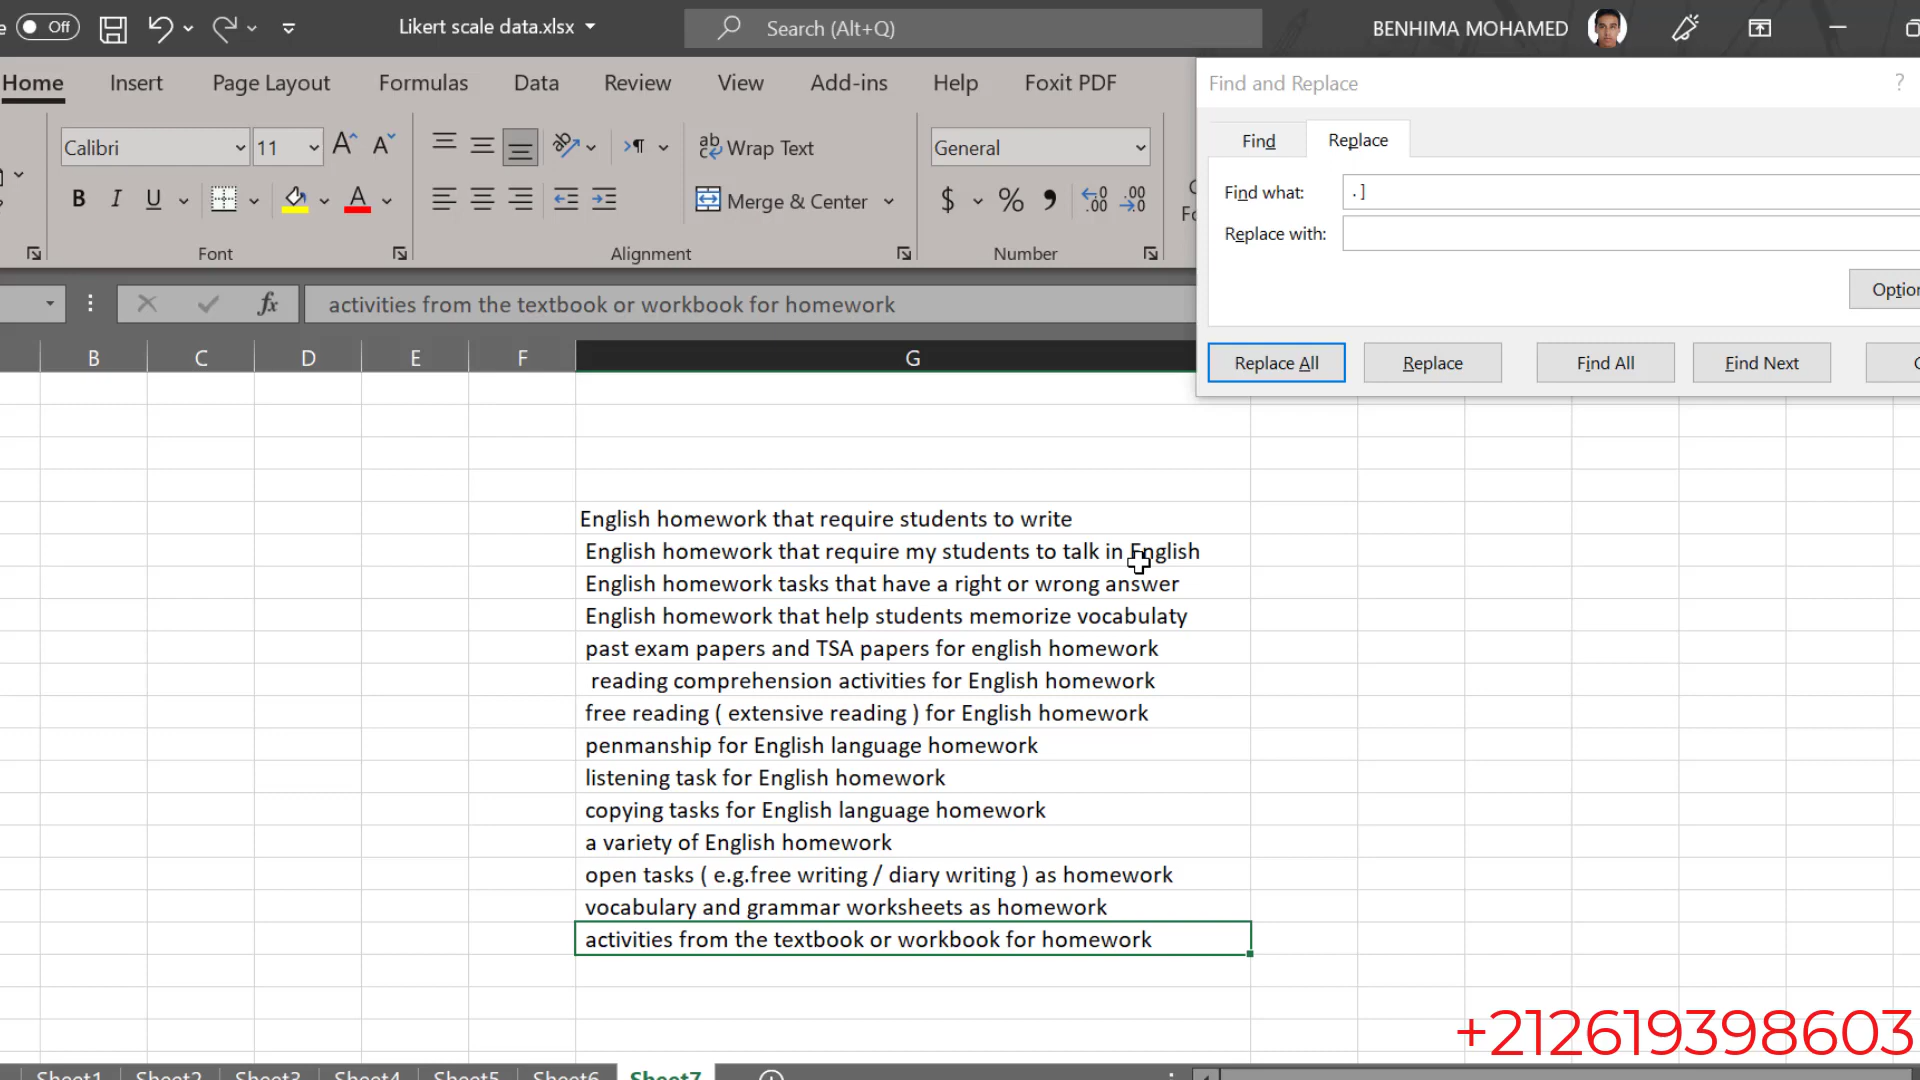 Off
Likert scale data.xlsx
Search (Alt+Q)
BENHIMA MOHAMED
Home Insert Page Layout Formulas Data Review View Add-ins Help Foxit PDF
Calibri 11
Wrap Text
General
B I U
Merge & Center
$ % 
Font
Alignment
Number
Find and Replace
?
Find Replace
Find what: . ]
Replace with:
Replace All Replace Find All Find Next
fx activities from the textbook or workbook for homework
B C D E F G
English homework that require students to write
English homework that require my students to talk in English
English homework tasks that have a right or wrong answer
English homework that help students memorize vocabulaty
past exam papers and TSA papers for english homework
reading comprehension activities for English homework
free reading ( extensive reading ) for English homework
penmanship for English language homework
listening task for English homework
copying tasks for English language homework
a variety of English homework
open tasks ( e.g.free writing / diary writing ) as homework
vocabulary and grammar worksheets as homework
activities from the textbook or workbook for homework
+212619398603
Sheet1 Sheet2 Sheet3 Sheet4 Sheet5 Sheet6 Sheet7